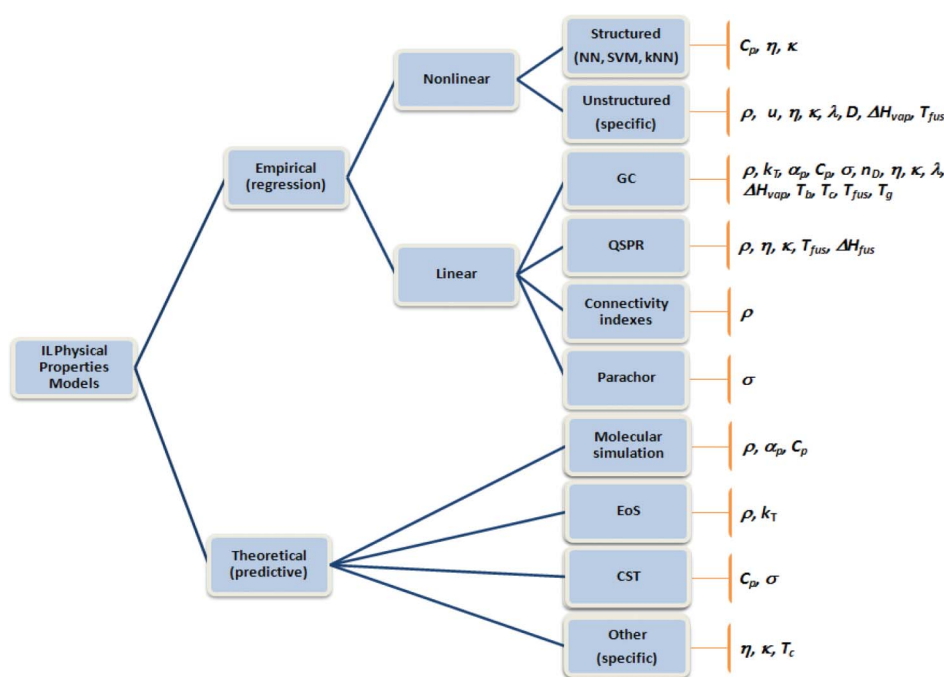 IL Physical
Properties
Models
Empirical
(regression)
Theoretical
(predictive)
Nonlinear
Linear
Structured
(NN, SVM, kNN)
Cp, η, κ
Unstructured
(specific)
ρ, u, η, κ, λ, D, ΔHvap, Tfus
GC
ρ, kT, αp, Cp, σ, nD, η, κ, λ,
ΔHvap, Tb, Tc, Tfus, Tg
QSPR
ρ, η, κ, Tfus, ΔHfus
Connectivity
indexes
ρ
Parachor
σ
Molecular
simulation
ρ, αp, Cp
EoS
ρ, kT
CST
Cp, σ
Other
(specific)
η, κ, Tc